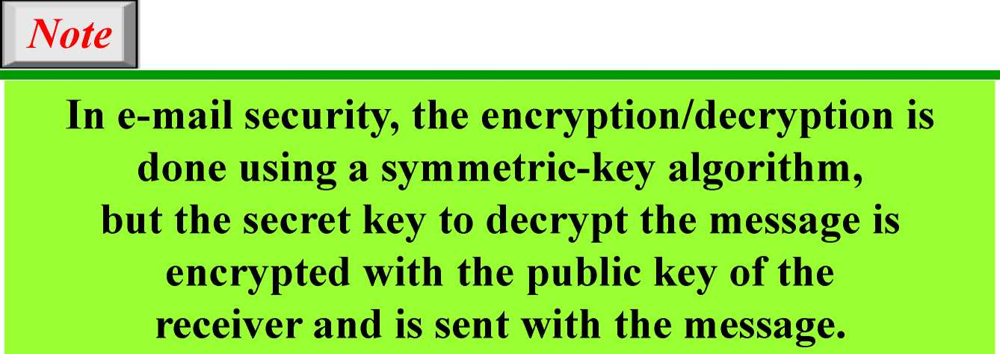 Note
In e-mail security, the encryption/decryption is
done using a symmetric-key algorithm,
but the secret key to decrypt the message is
encrypted with the public key of the
receiver and is sent with the message.